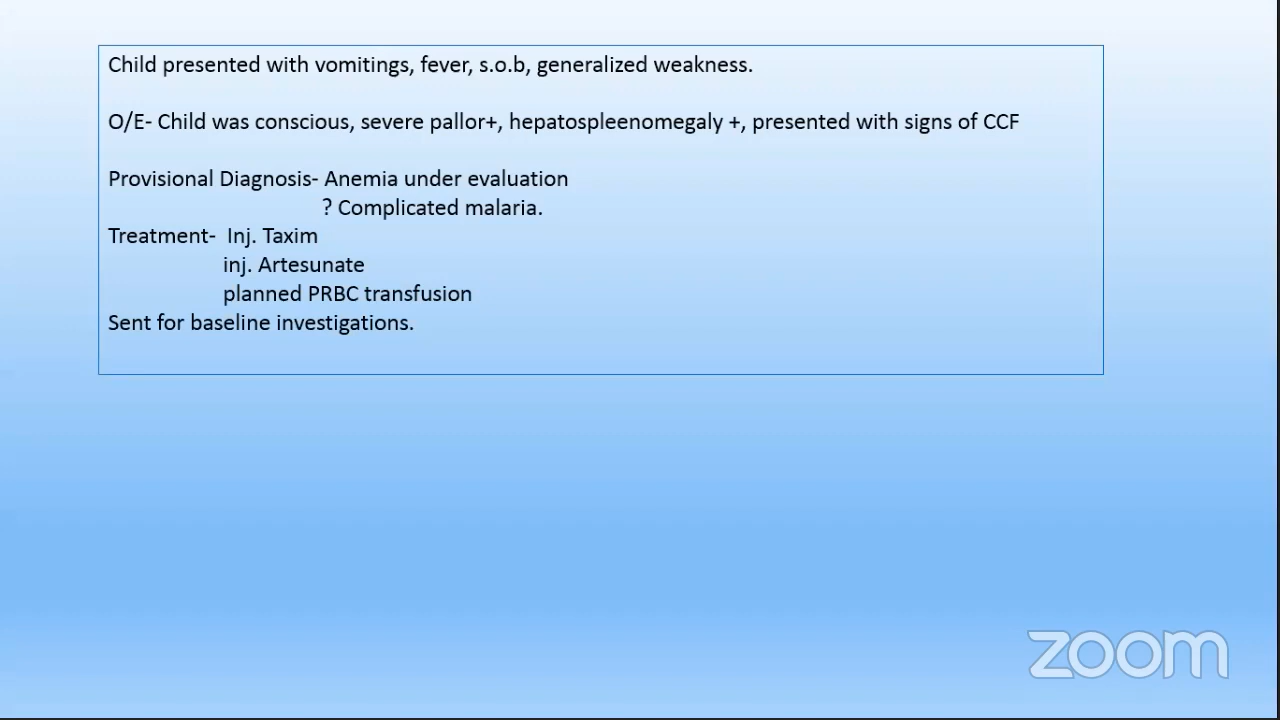 Child presented with vomitings, fever, s.o.b, generalized weakness.
O/E- Child was conscious, severe pallor+, hepatospleenomegaly +, presented with signs of CCF
Provisional Diagnosis- Anemia under evaluation
? Complicated malaria.
Treatment- Inj. Taxim
inj. Artesunate
planned PRBC transfusion
Sent for baseline investigations.
zoom